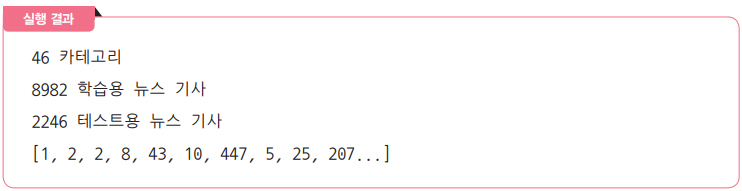 실행 결과
46 카테고리
8982 학습용 뉴스 기사
2246 테스트용 뉴스 기사
[1, 2, 2, 8, 43, 10, 447, 5, 25, 207...]